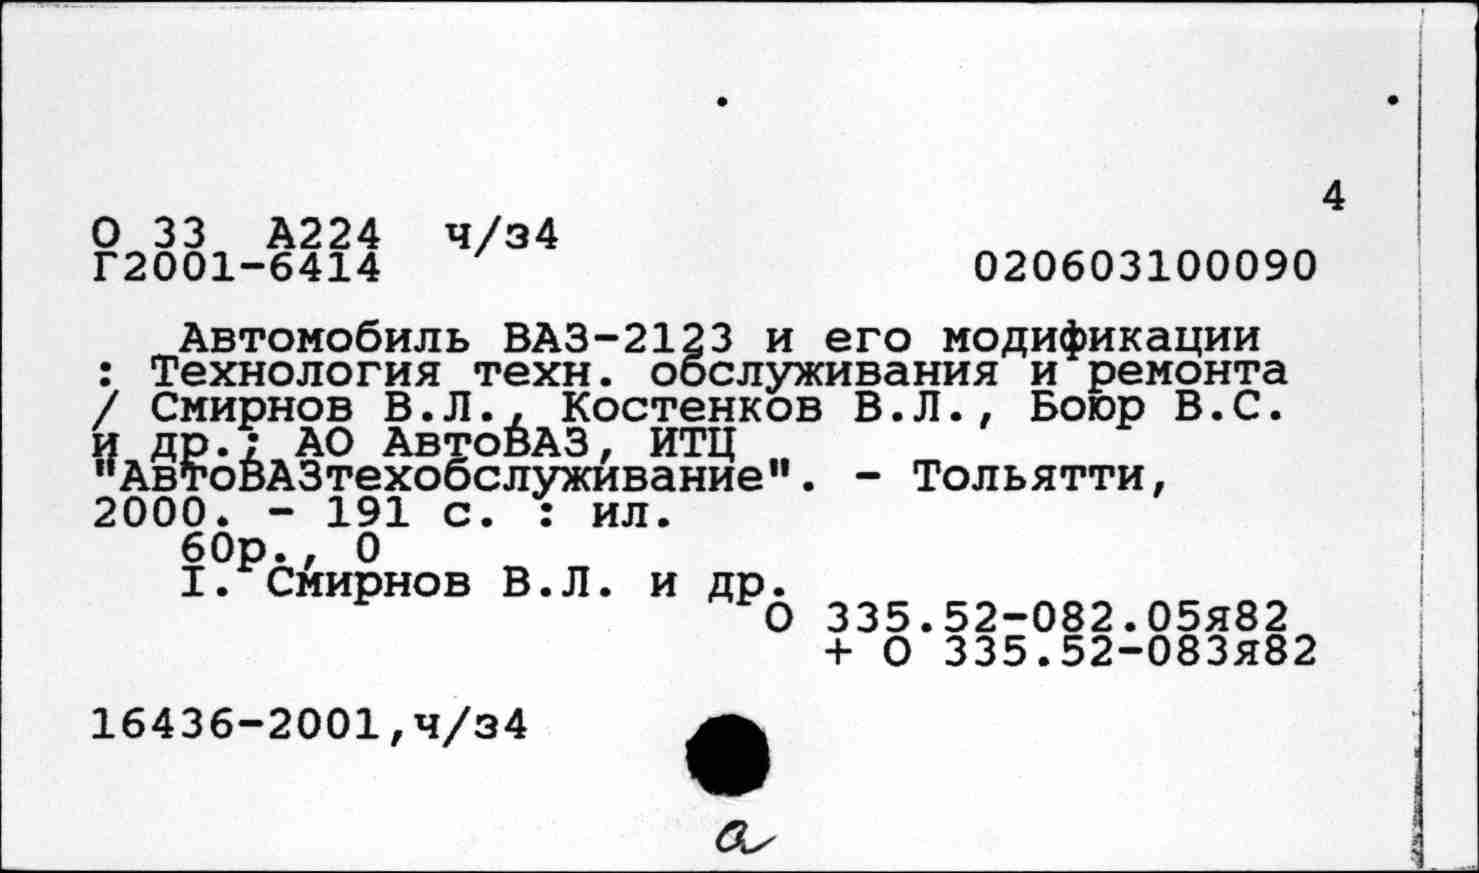 4
О 33 А224 ч/з4
Г2001-6414 020603100090
Автомобиль ВАЗ-2123 и его модификации
: Технология техн. обслуживания и ремонта
/ Смирнов В.Л., Костенков В.Л., Боюр В.С.
и др.; АО АвтоВАЗ, ИТЦ
"АвтоВАЗтехобслуживание". - Тольятти,
2000. - 191 с. : ил.
60р., 0
I. Смирнов В.Л. и др.
О 335.52-082.05я82
+ О 335.52-083я82
16436-2001,ч/з4